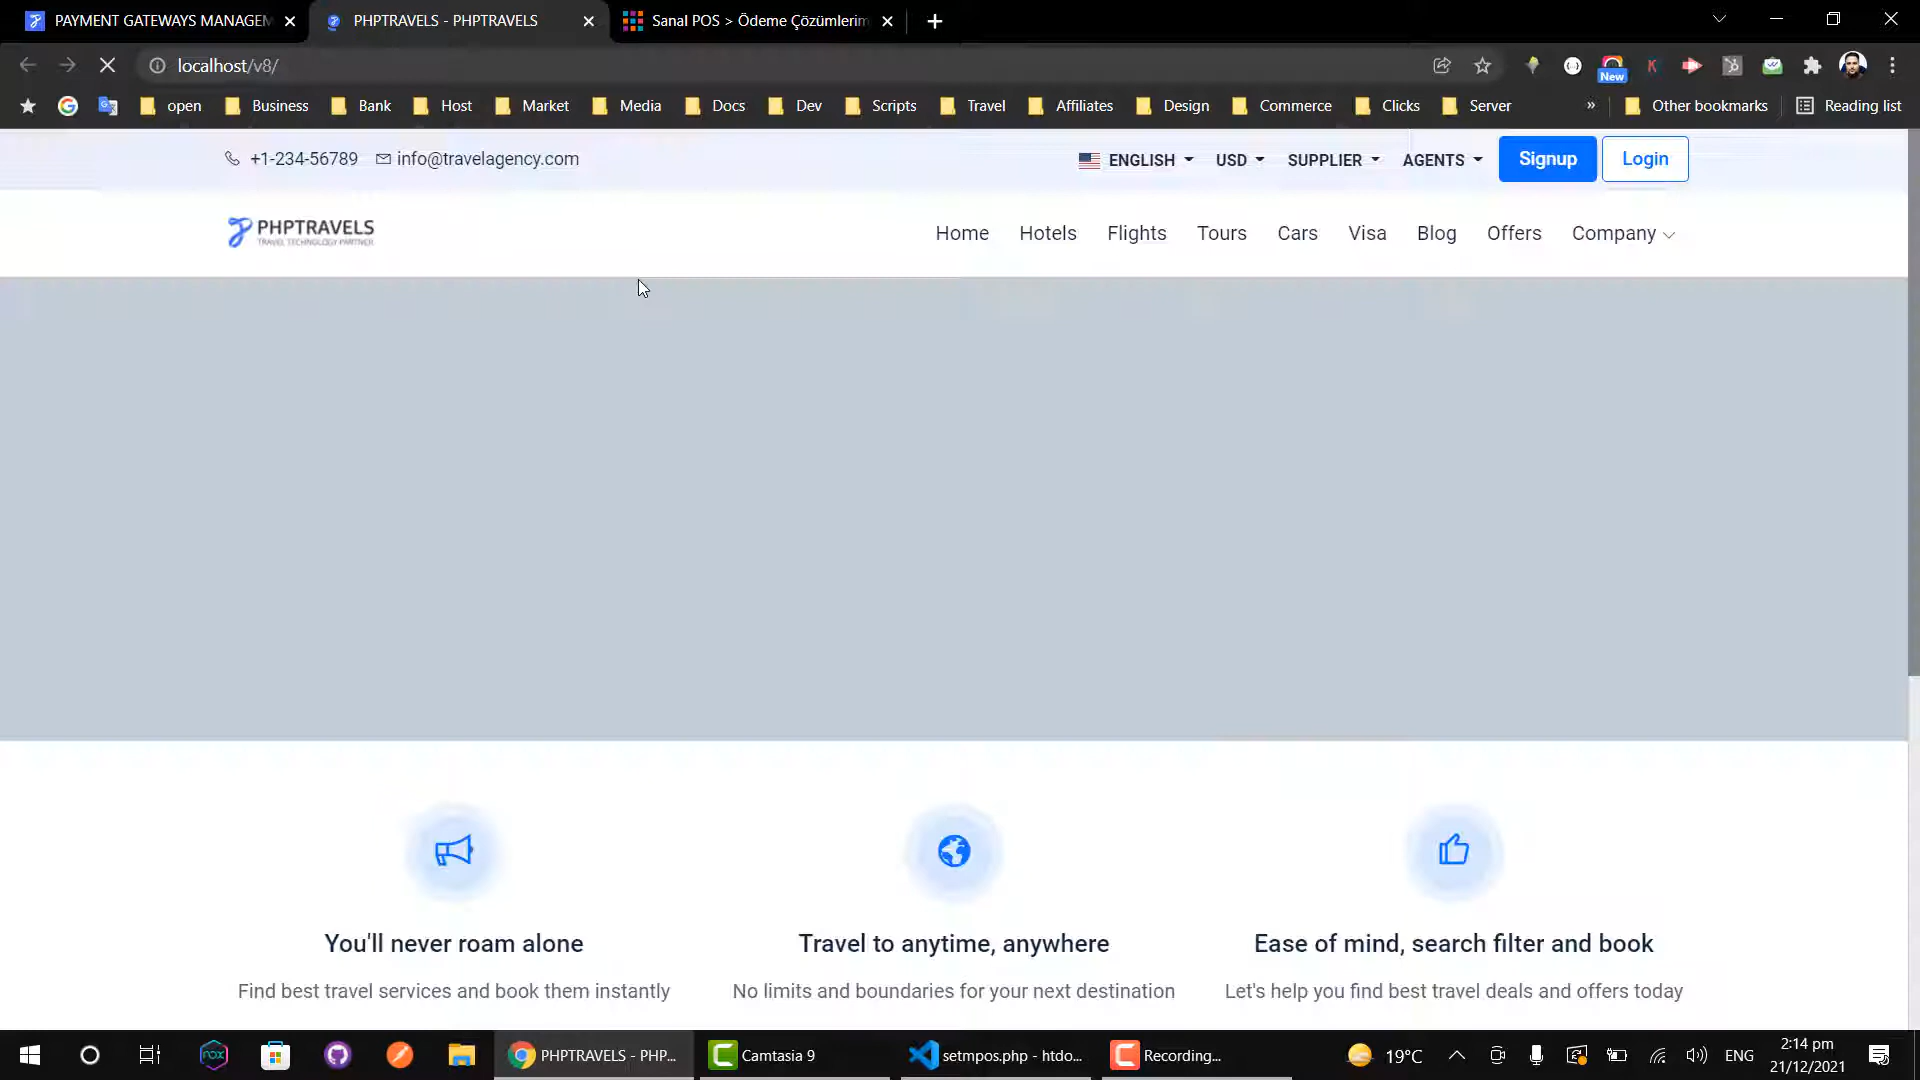 PAYMENT GATEWAYS MANAGEM
PHPTRAVELS - PHPTRAVELS
Sanal POS > Ödeme Çözümlerim
localhost/v8/
New
open
Business
Bank
Host
Market
Media
Docs
Dev
Scripts
Travel
Affiliates
Design
Commerce
Clicks
Server
»
Other bookmarks
Reading list
+1-234-56789
info@travelagency.com
ENGLISH
USD
SUPPLIER
AGENTS
Signup
Login
PHPTRAVELS
TRAVEL TECHNOLOGY PARTNER
Home
Hotels
Flights
Tours
Cars
Visa
Blog
Offers
Company
You'll never roam alone
Find best travel services and book them instantly
Travel to anytime, anywhere
No limits and boundaries for your next destination
Ease of mind, search filter and book
Let's help you find best travel deals and offers today
nox
PHPTRAVELS - PHP...
Camtasia 9
setmpos.php - htdo...
Recording...
19°C
ENG
2:14 pm
21/12/2021